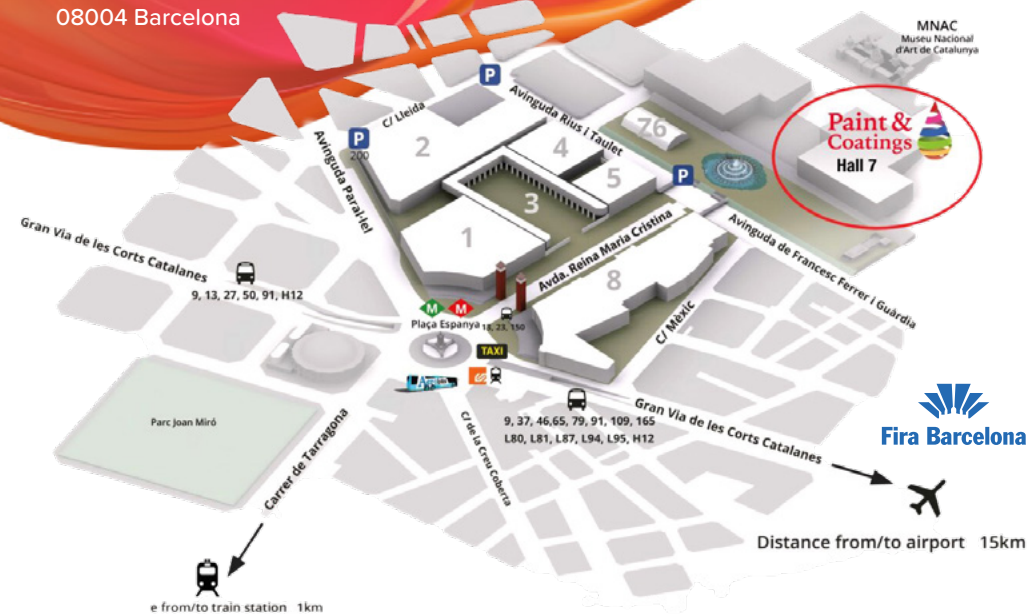 08004 Barcelona
MNAC
Museu Nacional
d'Art de Catalunya
P
C/ Lleida
P
200
Avinguda Rius i Taulet
2
4
76
5
P
Paint &
Coatings
Hall 7
Avinguda Paral·lel
3
1
Avda. Reina Maria Cristina
8
Avinguda de Francesc Ferrer i Guàrdia
C/ Mèxic
Gran Via de les Corts Catalanes
9, 13, 27, 50, 91, H12
M
M
Plaça Espanya
13, 23, 150
TAXI
9, 37, 46,65, 79, 91, 109, 165
L80, L81, L87, L94, L95, H12
Gran Via de les Corts Catalanes
Parc Joan Miró
Carrer de Tarragona
C/ de la Creu Coberta
Fira Barcelona
Distance from/to airport 15km
e from/to train station 1km